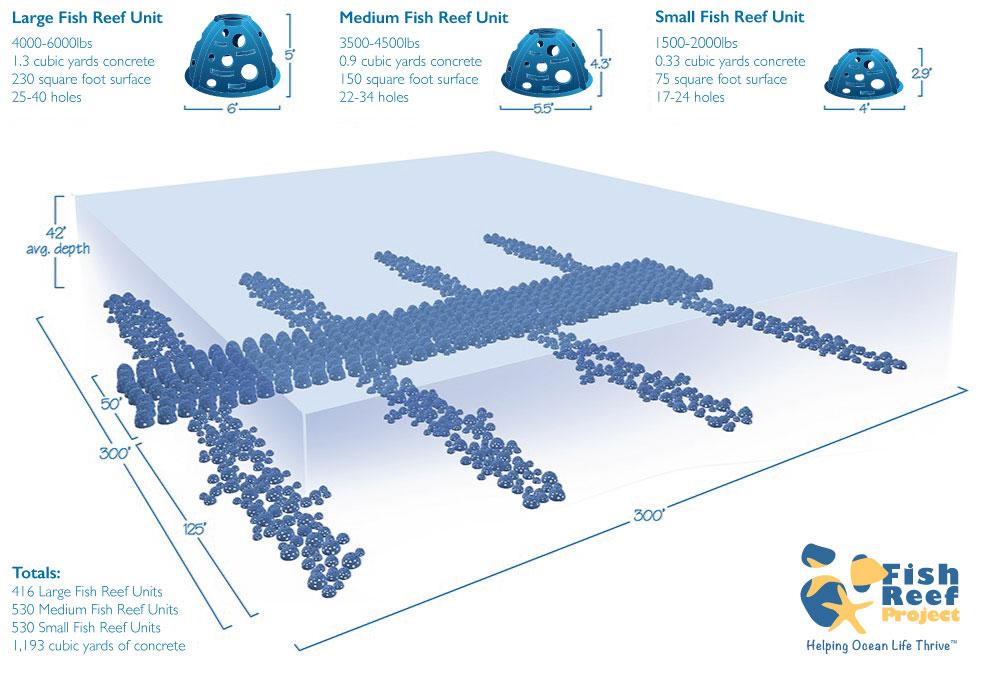 Large Fish Reef Unit
4000-6000lbs
1.3 cubic yards concrete
230 square foot surface
25-40 holes
5'
6'
Medium Fish Reef Unit
3500-4500lbs
0.9 cubic yards concrete
150 square foot surface
22-34 holes
4.3'
5.5'
Small Fish Reef Unit
1500-2000lbs
0.33 cubic yards concrete
75 square foot surface
17-24 holes
2.9'
4'
42'
avg. depth
50'
300'
125'
300'
Totals:
416 Large Fish Reef Units
530 Medium Fish Reef Units
530 Small Fish Reef Units
1,193 cubic yards of concrete
Fish
Reef
Project
Helping Ocean Life Thrive™